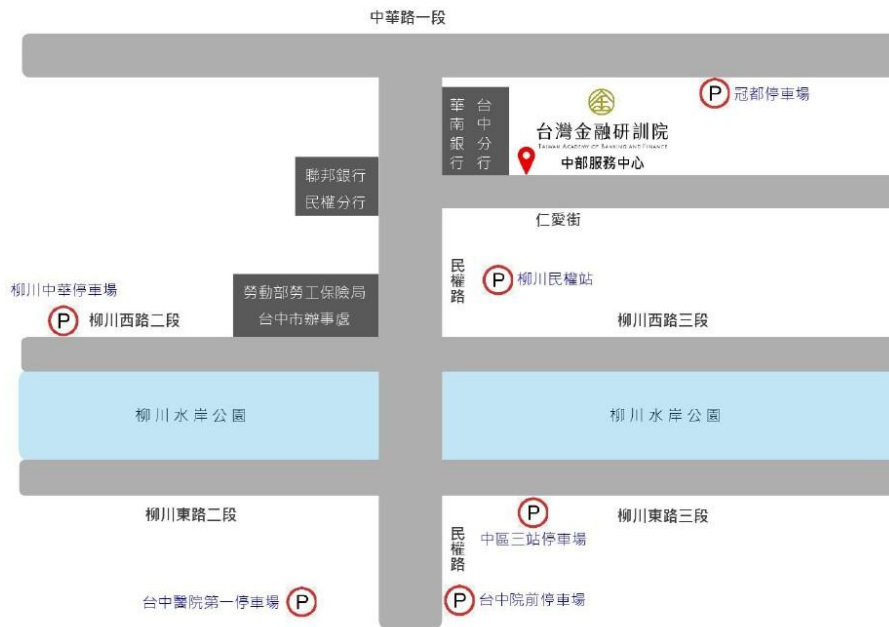 中華路一段
華南銀行
台中分行
台灣金融研訓院
TAIWAN ACADEMY OF BANKING AND FINANCE
中部服務中心
P 冠都停車場
聯邦銀行
民權分行
仁愛街
民權路
P 柳川民權站
柳川中華停車場
P 柳川西路二段
勞動部勞工保險局
台中市辦事處
柳川西路三段
柳川水岸公園
柳川水岸公園
柳川東路二段
民權路
P
中區三站停車場
柳川東路三段
台中醫院第一停車場 P
P 台中院前停車場